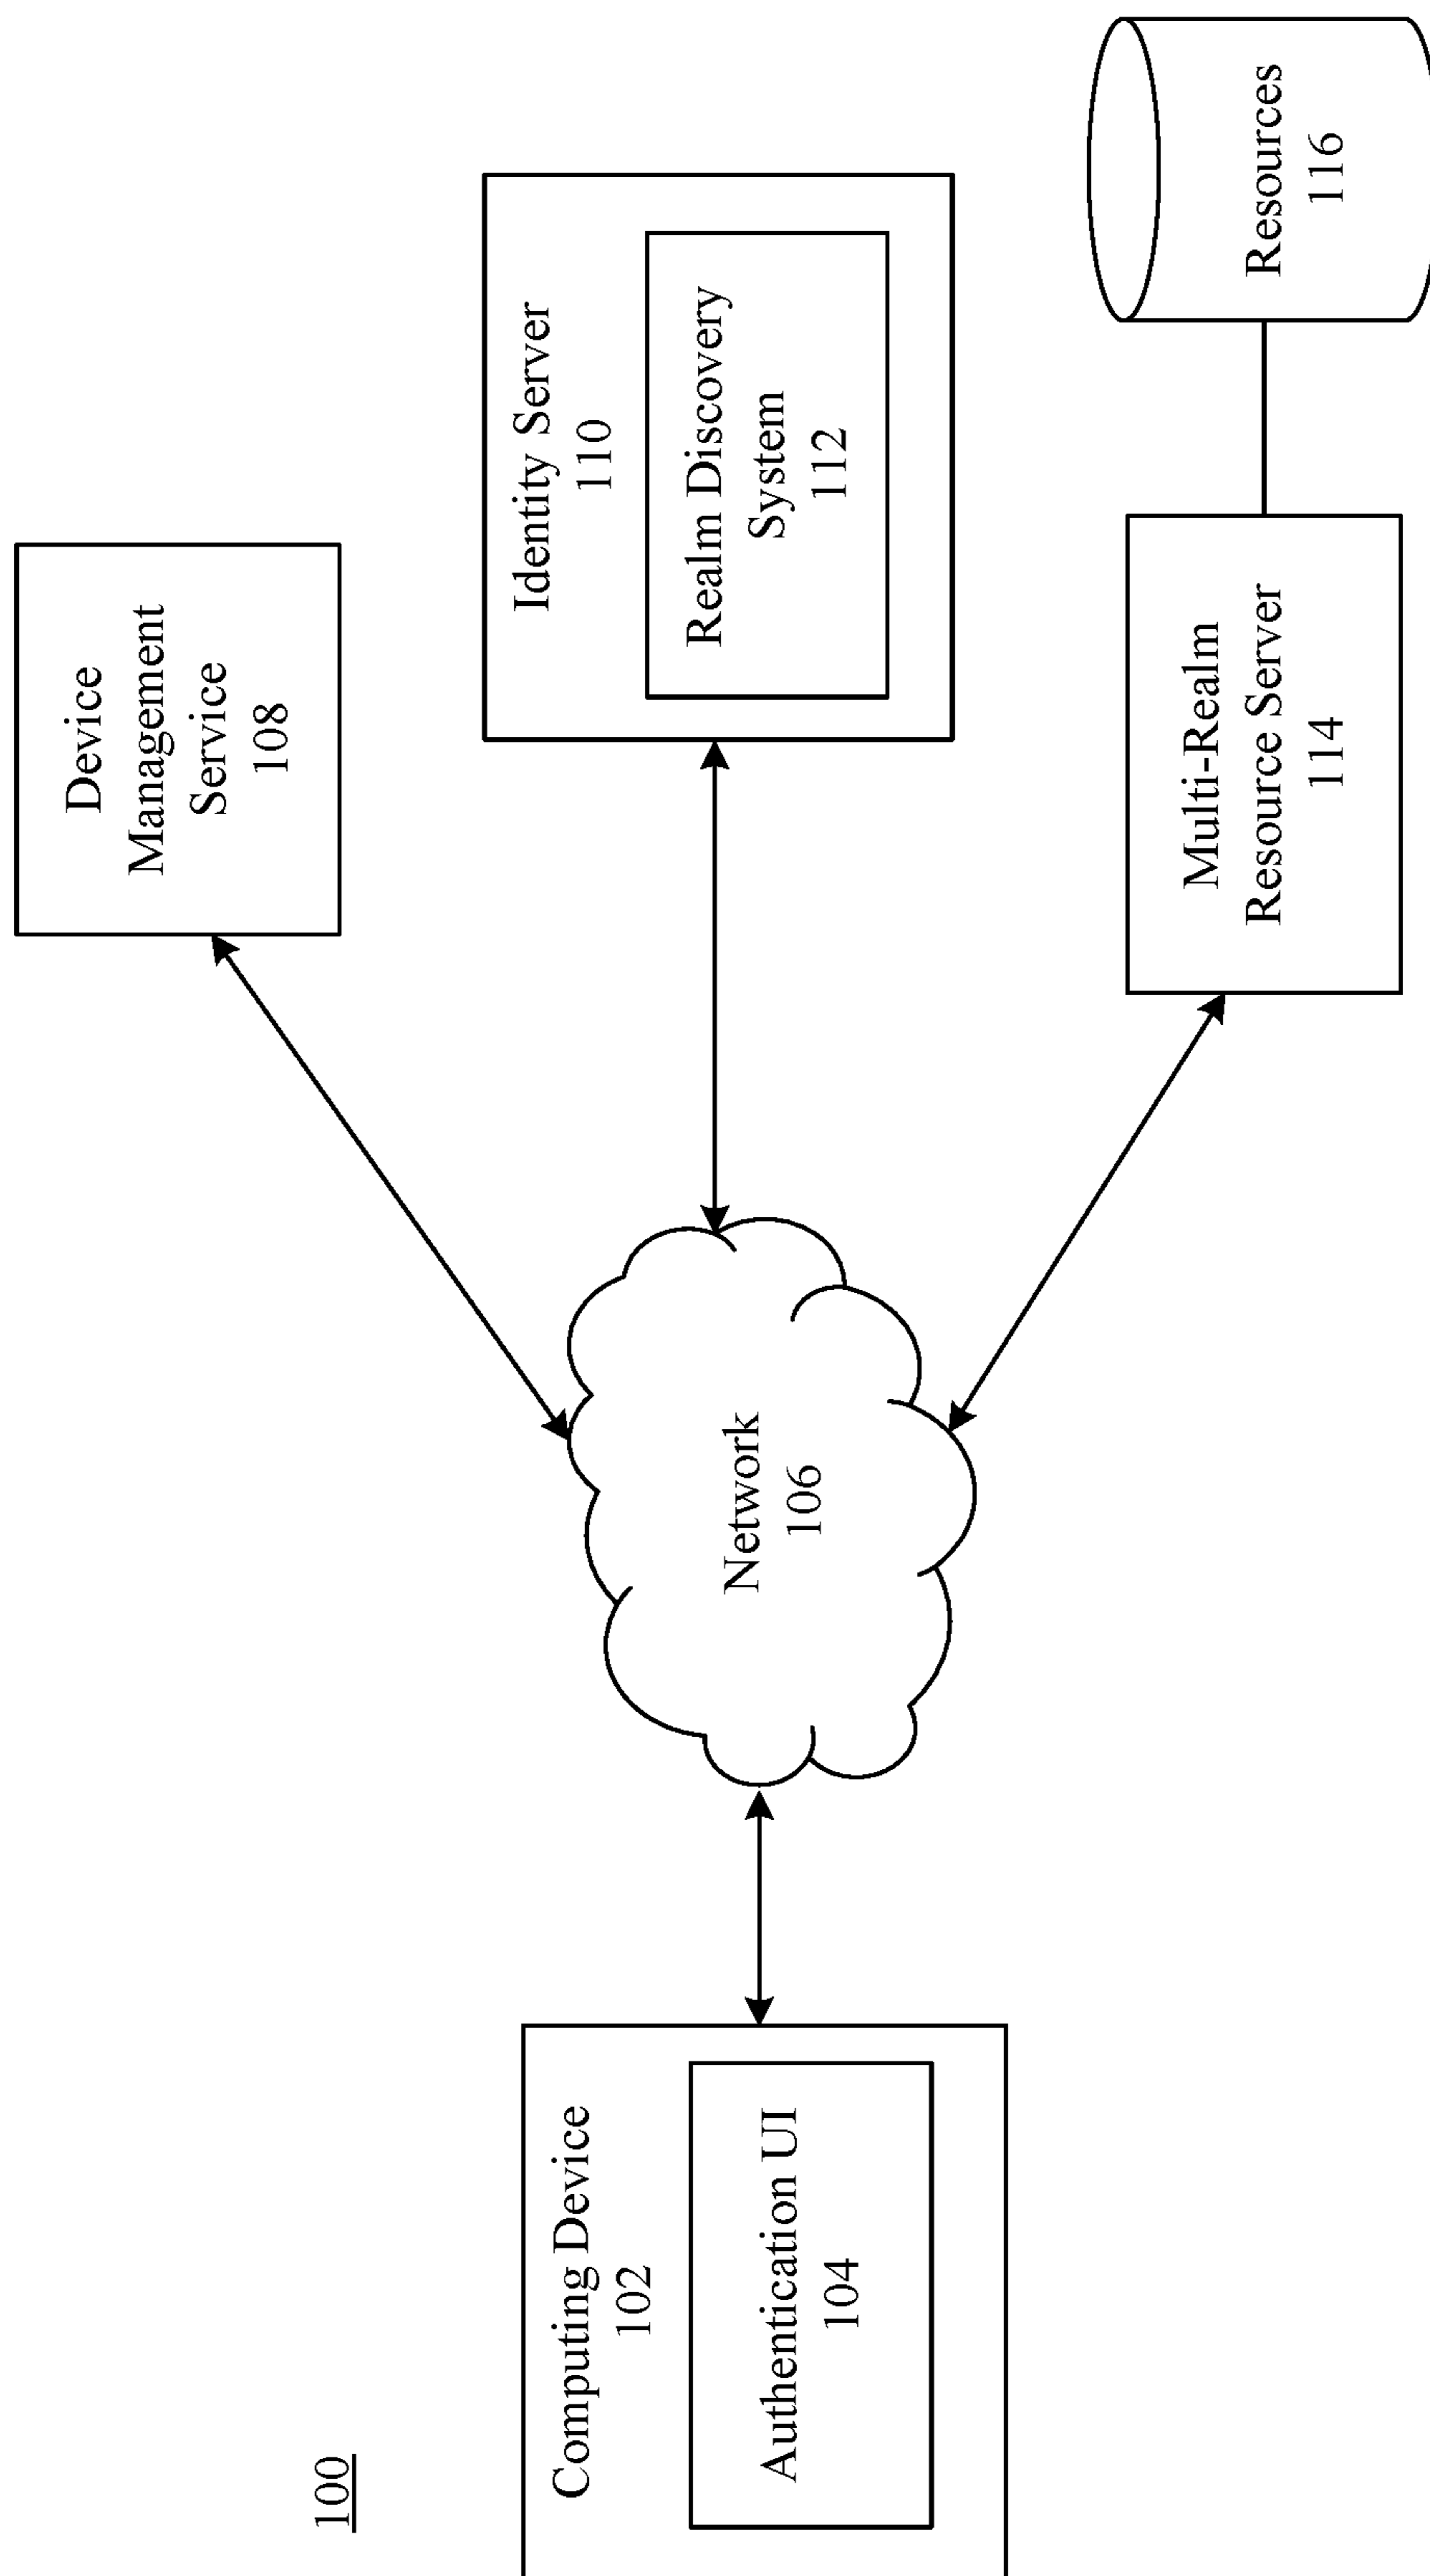 100
Computing Device
102
Authentication UI
104
Network
106
Device
Management
Service
108
Identity Server
110
Realm Discovery
System
112
Multi-Realm
Resource Server
114
Resources
116